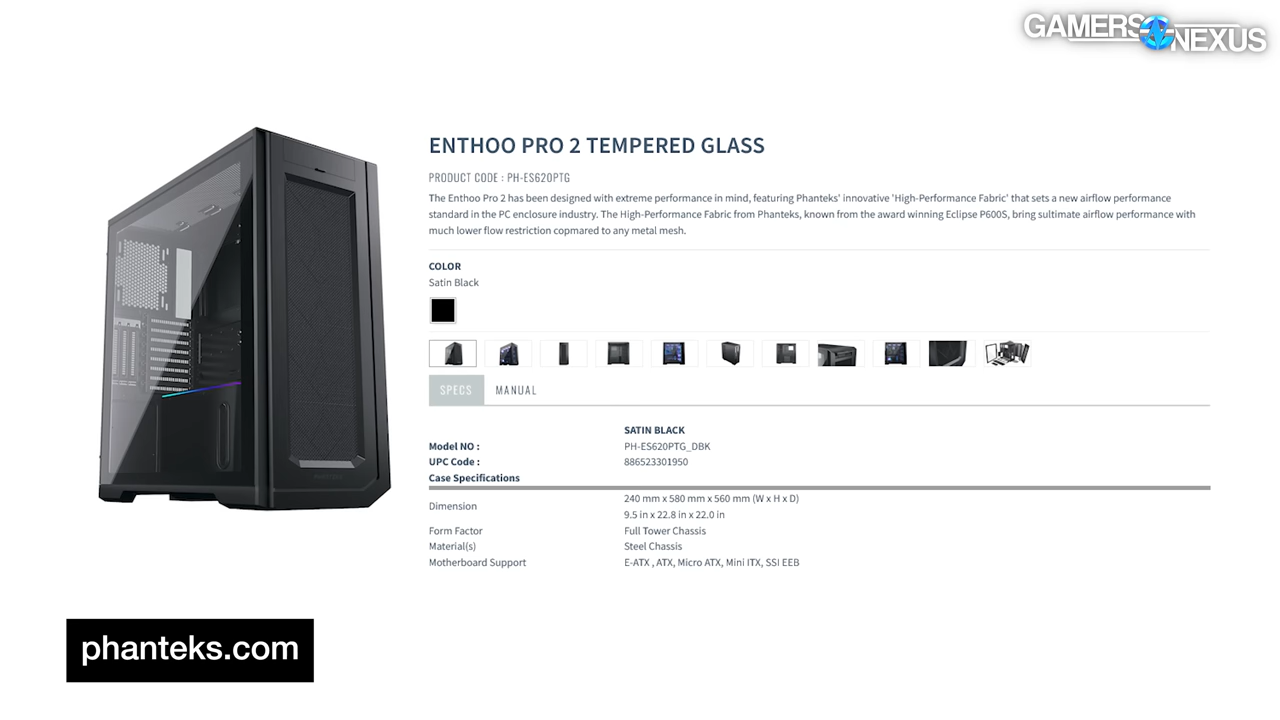 GAMERS NEXUS
ENTHOO PRO 2 TEMPERED GLASS
PRODUCT CODE : PH-ES620PTG
The Enthoo Pro 2 has been designed with extreme performance in mind, featuring Phanteks' innovative 'High-Performance Fabric' that sets a new airflow performance
standard in the PC enclosure industry. The High-Performance Fabric from Phanteks, known from the award winning Eclipse P600S, bring sultimate airflow performance with
much lower flow restriction copmared to any metal mesh.
COLOR
Satin Black
SPECS MANUAL
SATIN BLACK
Model NO : PH-ES620PTG_DBK
UPC Code : 886523301950
Case Specifications
Dimension 240 mm x 580 mm x 560 mm (W x H x D)
9.5 in x 22.8 in x 22.0 in
Form Factor Full Tower Chassis
Material(s) Steel Chassis
Motherboard Support E-ATX , ATX, Micro ATX, Mini ITX, SSI EEB
phanteks.com